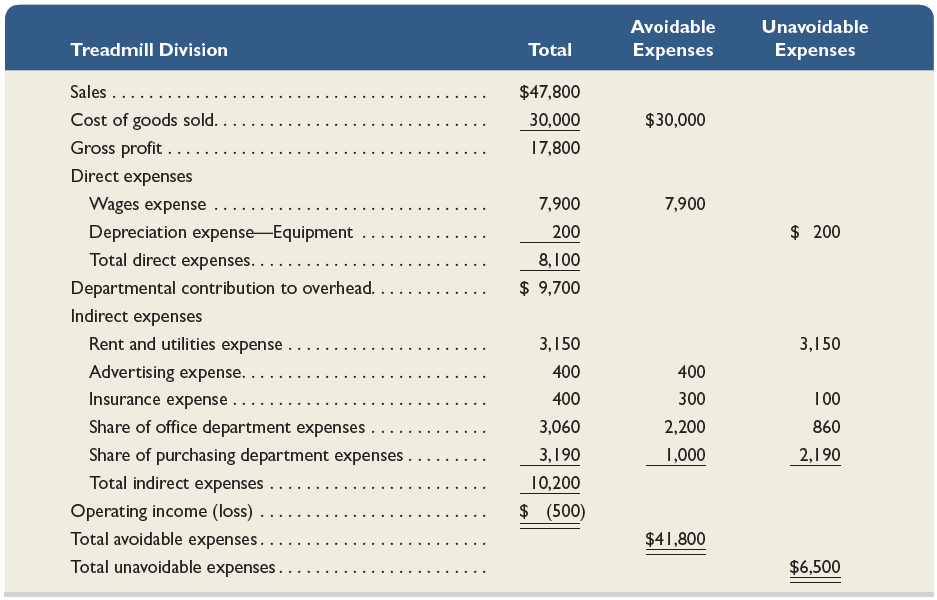 Avoidable Unavoidable
Treadmill Division Total Expenses Expenses
Sales . . . . . . . . . . . . . . . . . . . . . . . . . . . . . . . . . . . . . . . . $47,800
Cost of goods sold. . . . . . . . . . . . . . . . . . . . . . . . . . . . . 30,000 $30,000
Gross profit . . . . . . . . . . . . . . . . . . . . . . . . . . . . . . . . . . 17,800
Direct expenses
Wages expense . . . . . . . . . . . . . . . . . . . . . . . . . . . . . 7,900 7,900
Depreciation expense—Equipment . . . . . . . . . . . . . . 200 $ 200
Total direct expenses. . . . . . . . . . . . . . . . . . . . . . . . . 8,100
Departmental contribution to overhead. . . . . . . . . . . . $ 9,700
Indirect expenses
Rent and utilities expense . . . . . . . . . . . . . . . . . . . . . 3,150 3,150
Advertising expense. . . . . . . . . . . . . . . . . . . . . . . . . . 400 400
Insurance expense . . . . . . . . . . . . . . . . . . . . . . . . . . . 400 300 100
Share of office department expenses . . . . . . . . . . . . . 3,060 2,200 860
Share of purchasing department expenses . . . . . . . . . 3,190 1,000 2,190
Total indirect expenses . . . . . . . . . . . . . . . . . . . . . . . 10,200
Operating income (loss) . . . . . . . . . . . . . . . . . . . . . . . . $ (500)
Total avoidable expenses . . . . . . . . . . . . . . . . . . . . . . . . $41,800
Total unavoidable expenses . . . . . . . . . . . . . . . . . . . . . . $6,500